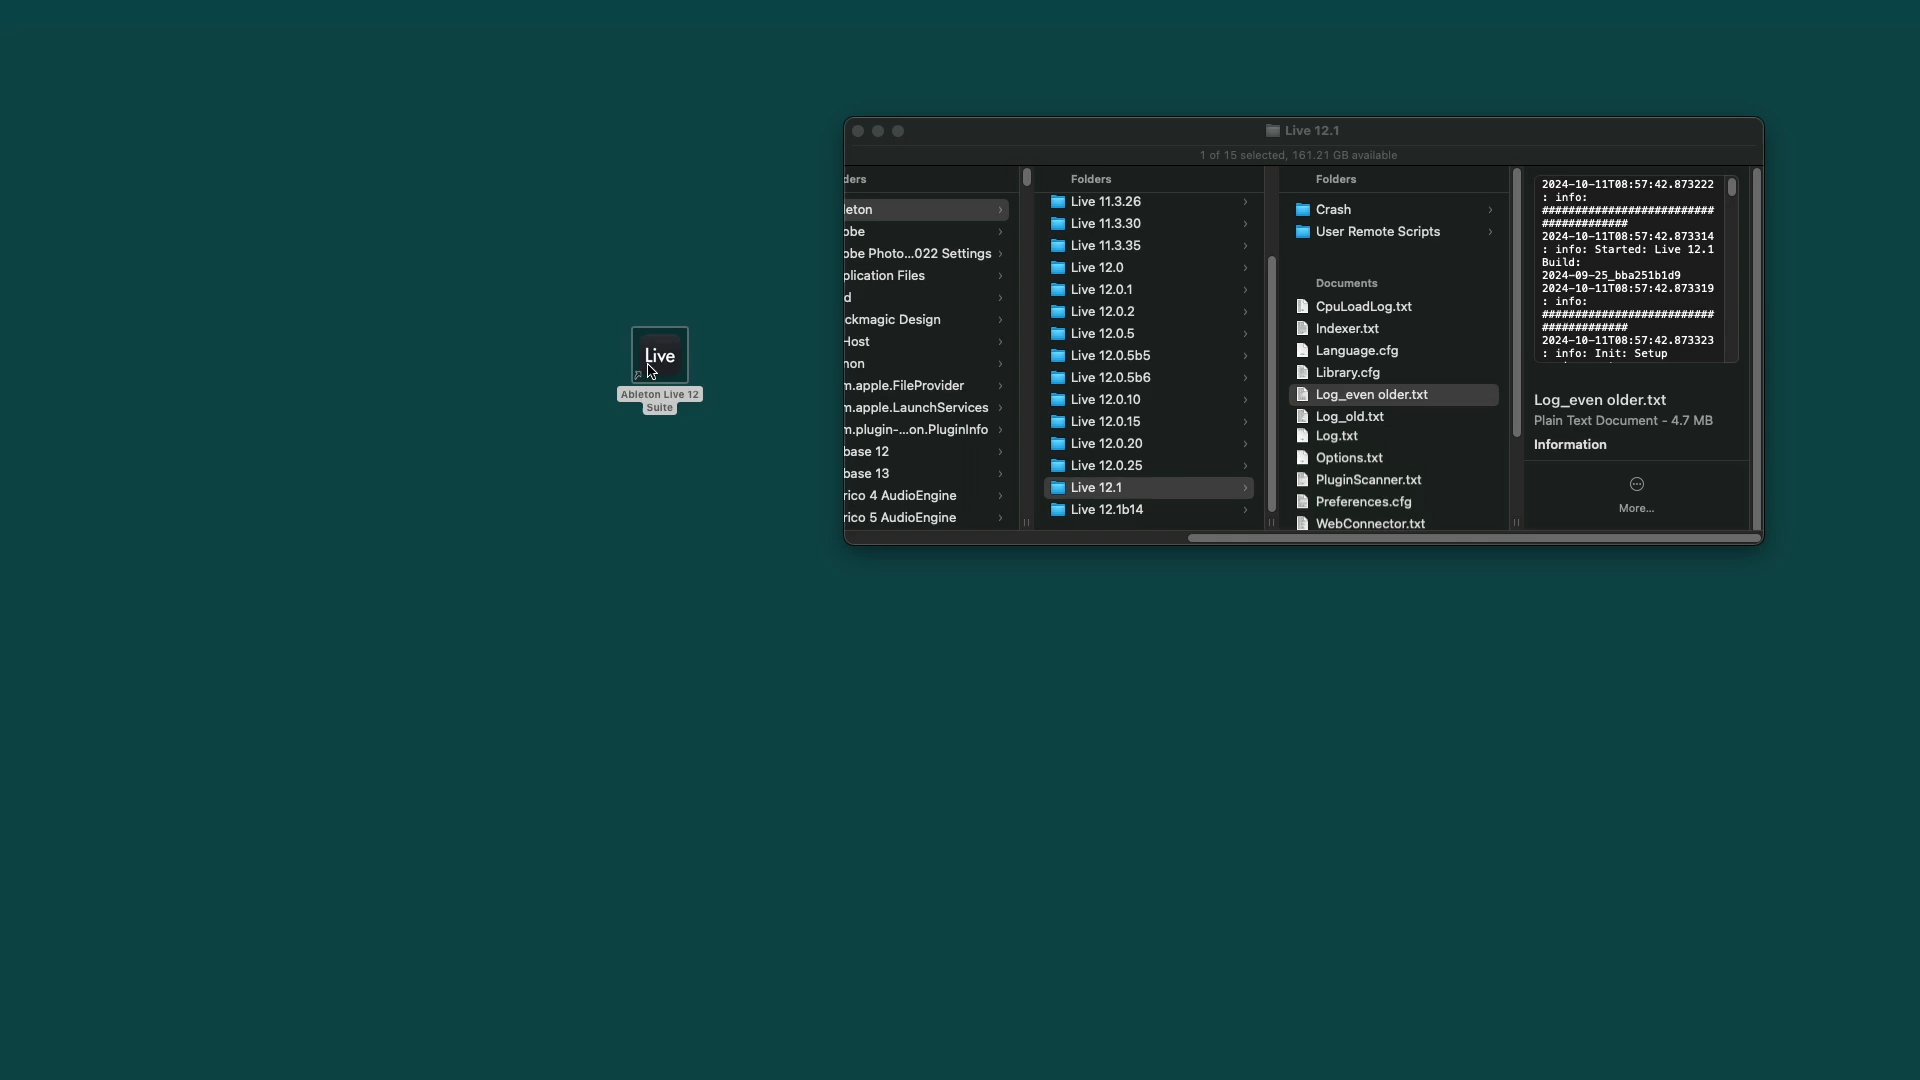 Live 12.1
1 of 15 selected, 161.21 GB available
ders
leton
obe
obe Photo...022 Settings
plication Files
d
ckmagic Design
Host
non
m.apple.FileProvider
m.apple.LaunchServices
m.plugin-...on.PluginInfo
base 12
base 13
rico 4 AudioEngine
rico 5 AudioEngine
Folders
Live 11.3.26
Live 11.3.30
Live 11.3.35
Live 12.0
Live 12.0.1
Live 12.0.2
Live 12.0.5
Live 12.0.5b5
Live 12.0.5b6
Live 12.0.10
Live 12.0.15
Live 12.0.20
Live 12.0.25
Live 12.1
Live 12.1b14
Folders
Crash
User Remote Scripts
Documents
CpuLoadLog.txt
Indexer.txt
Language.cfg
Library.cfg
Log_even older.txt
Log_old.txt
Log.txt
Options.txt
PluginScanner.txt
Preferences.cfg
WebConnector.txt
2024-10-11T08:57:42.873222
: info:
##########################
#############
2024-10-11T08:57:42.873314
: info: Started: Live 12.1
Build:
2024-09-25_bba251b1d9
2024-10-11T08:57:42.873319
: info:
##########################
#############
2024-10-11T08:57:42.873323
: info: Init: Setup
Log_even older.txt
Plain Text Document - 4.7 MB
Information
More...
Live
Ableton Live 12
Suite